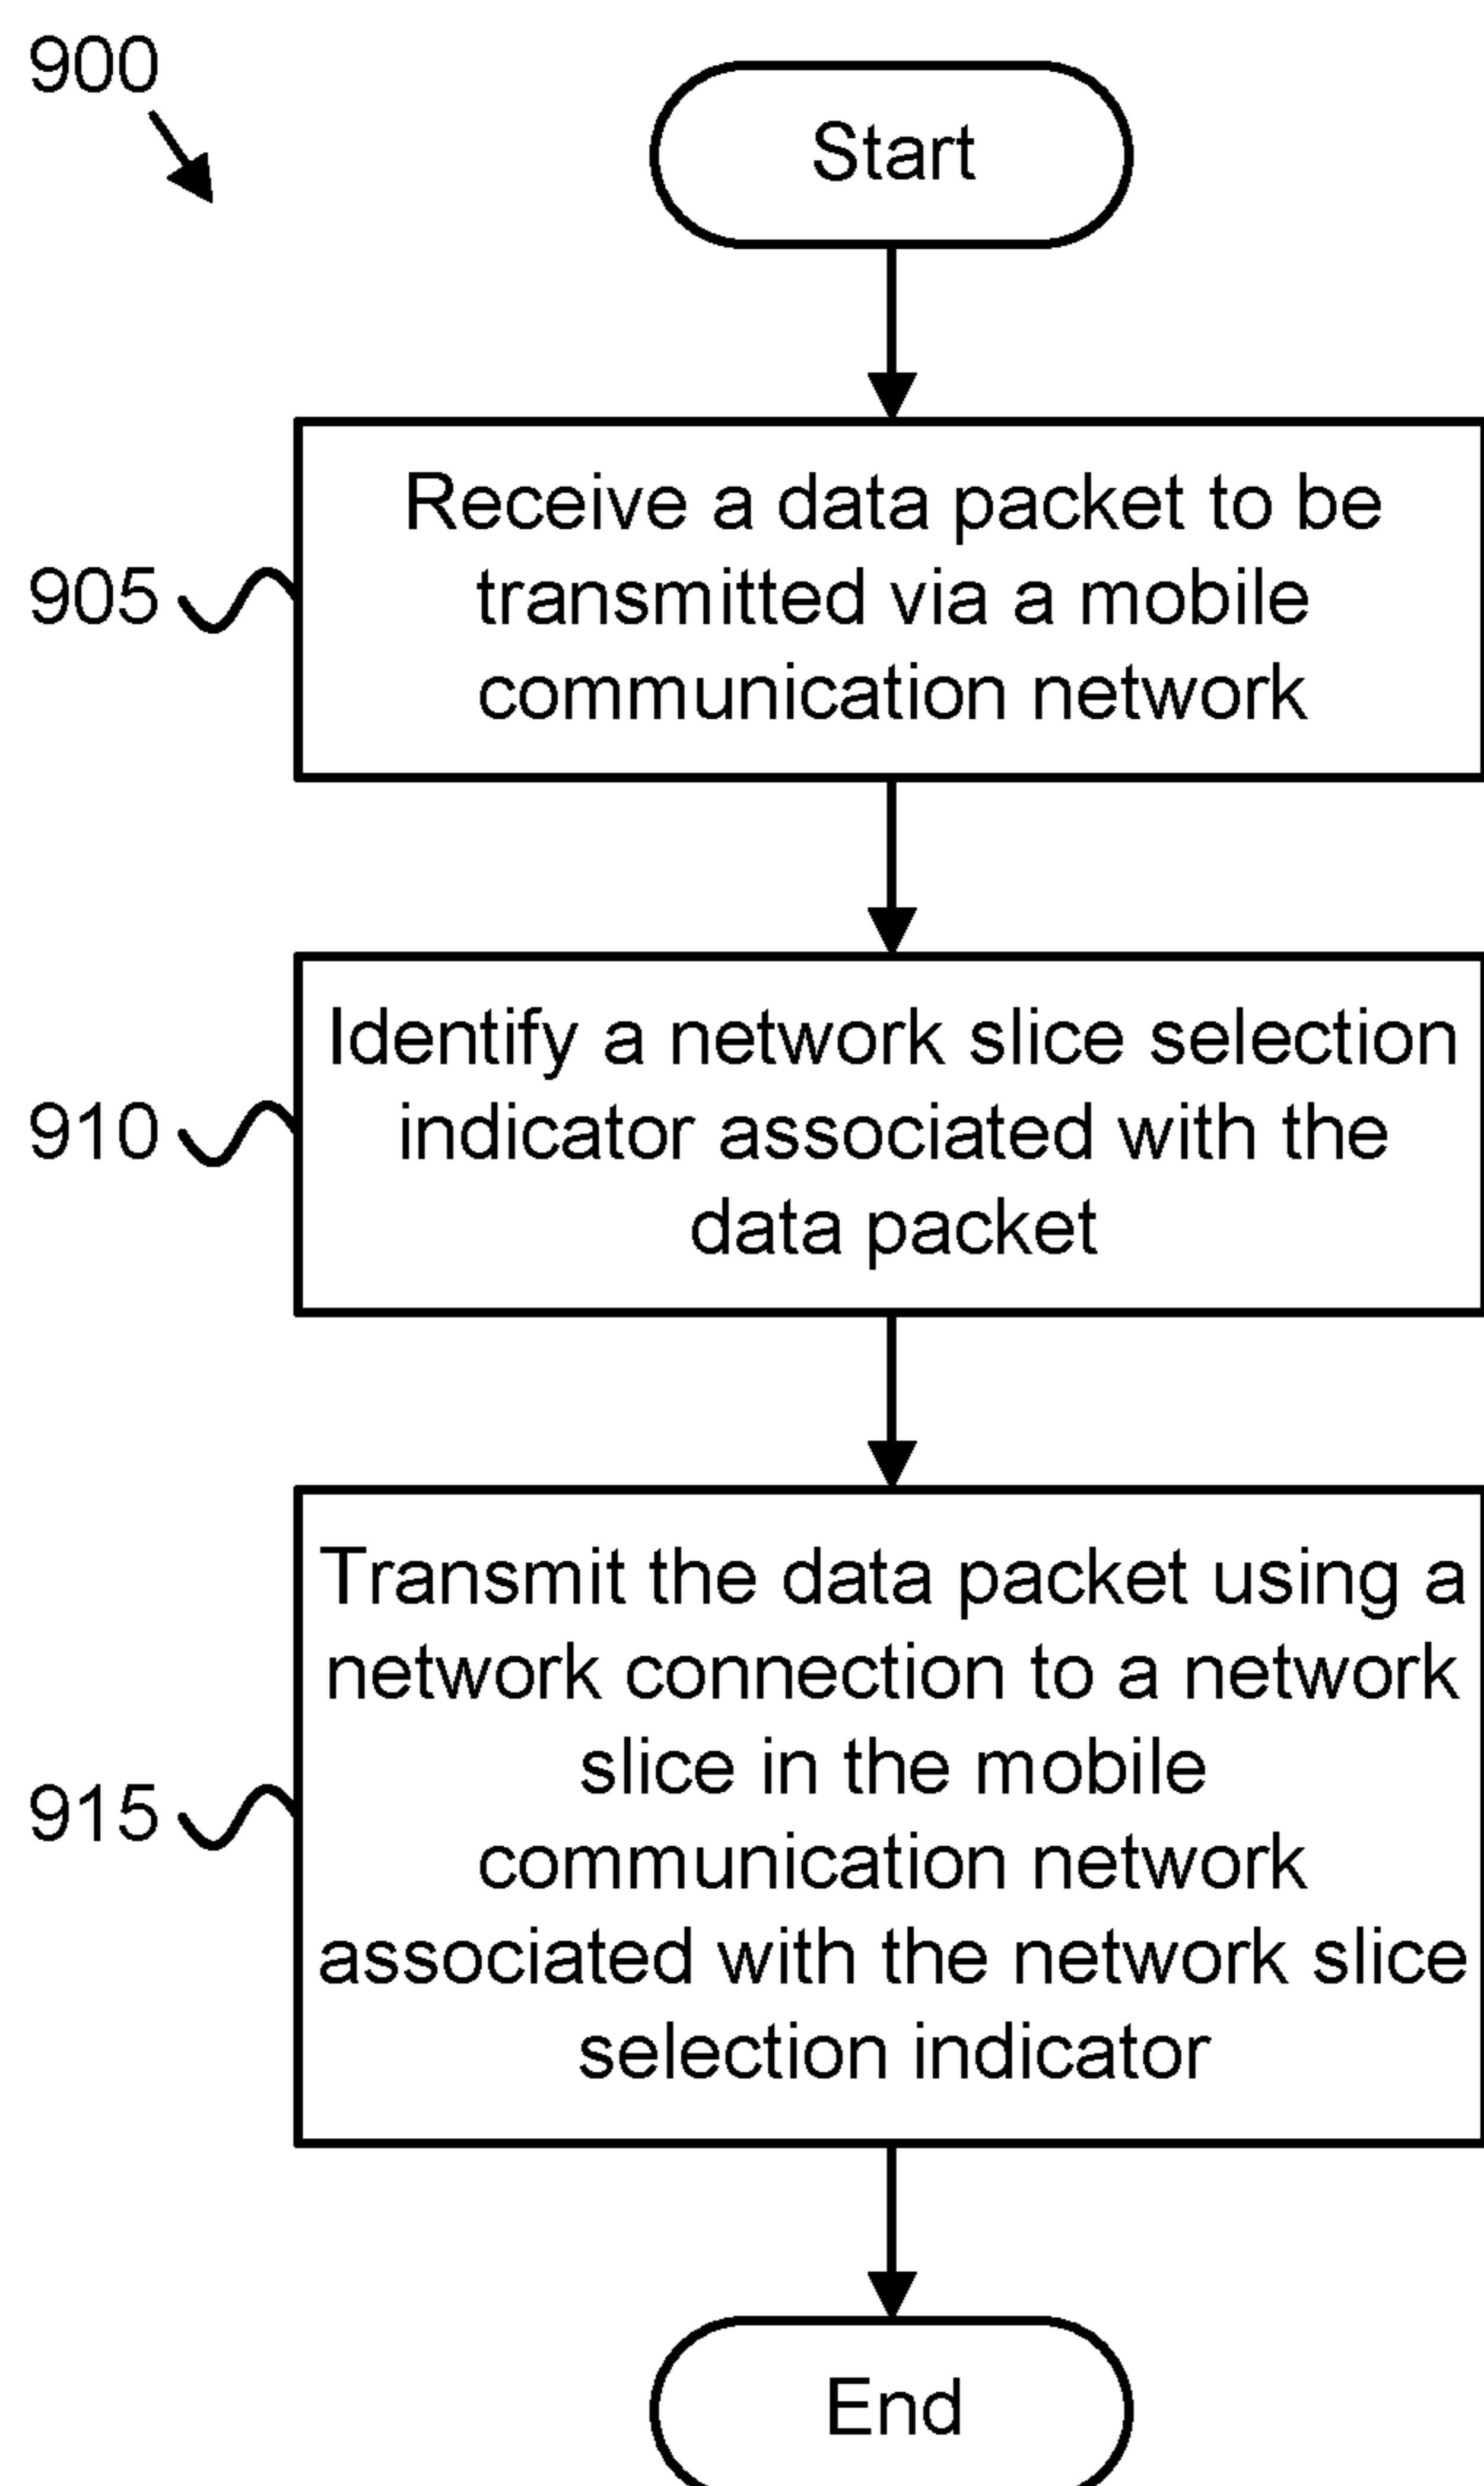 900
Start
905
Receive a data packet to be
transmitted via a mobile
communication network
910
Identify a network slice selection
indicator associated with the
data packet
915
Transmit the data packet using a
network connection to a network
slice in the mobile
communication network
associated with the network slice
selection indicator
End